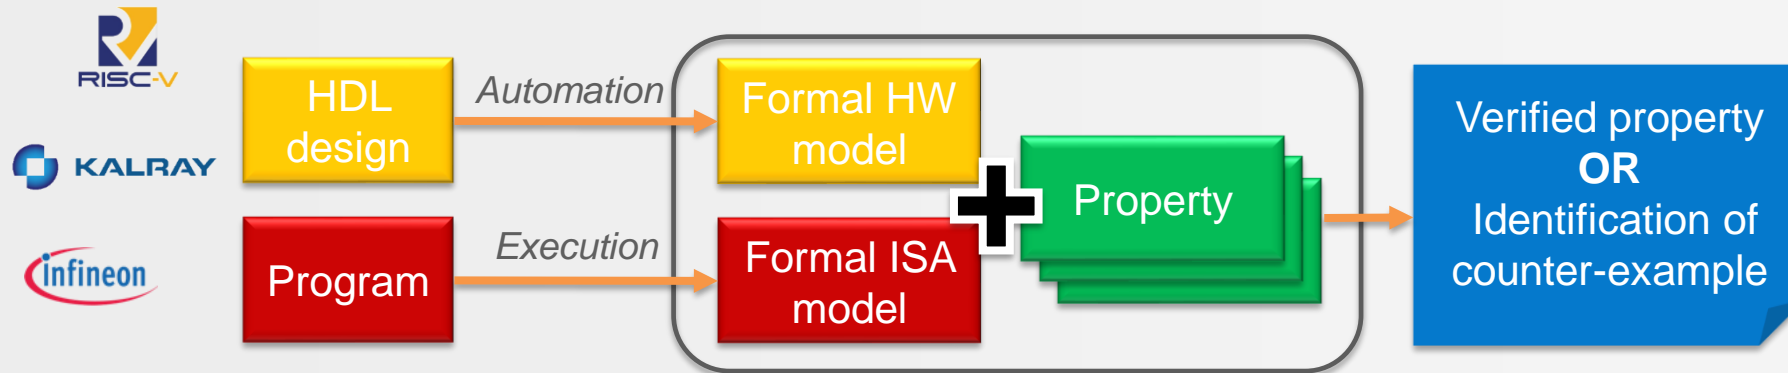 RISC-V
KALRAY
infineon
HDL
design
Automation
Formal HW
model
Program
Execution
Formal ISA
model
Property
Verified property
OR
Identification of
counter-example